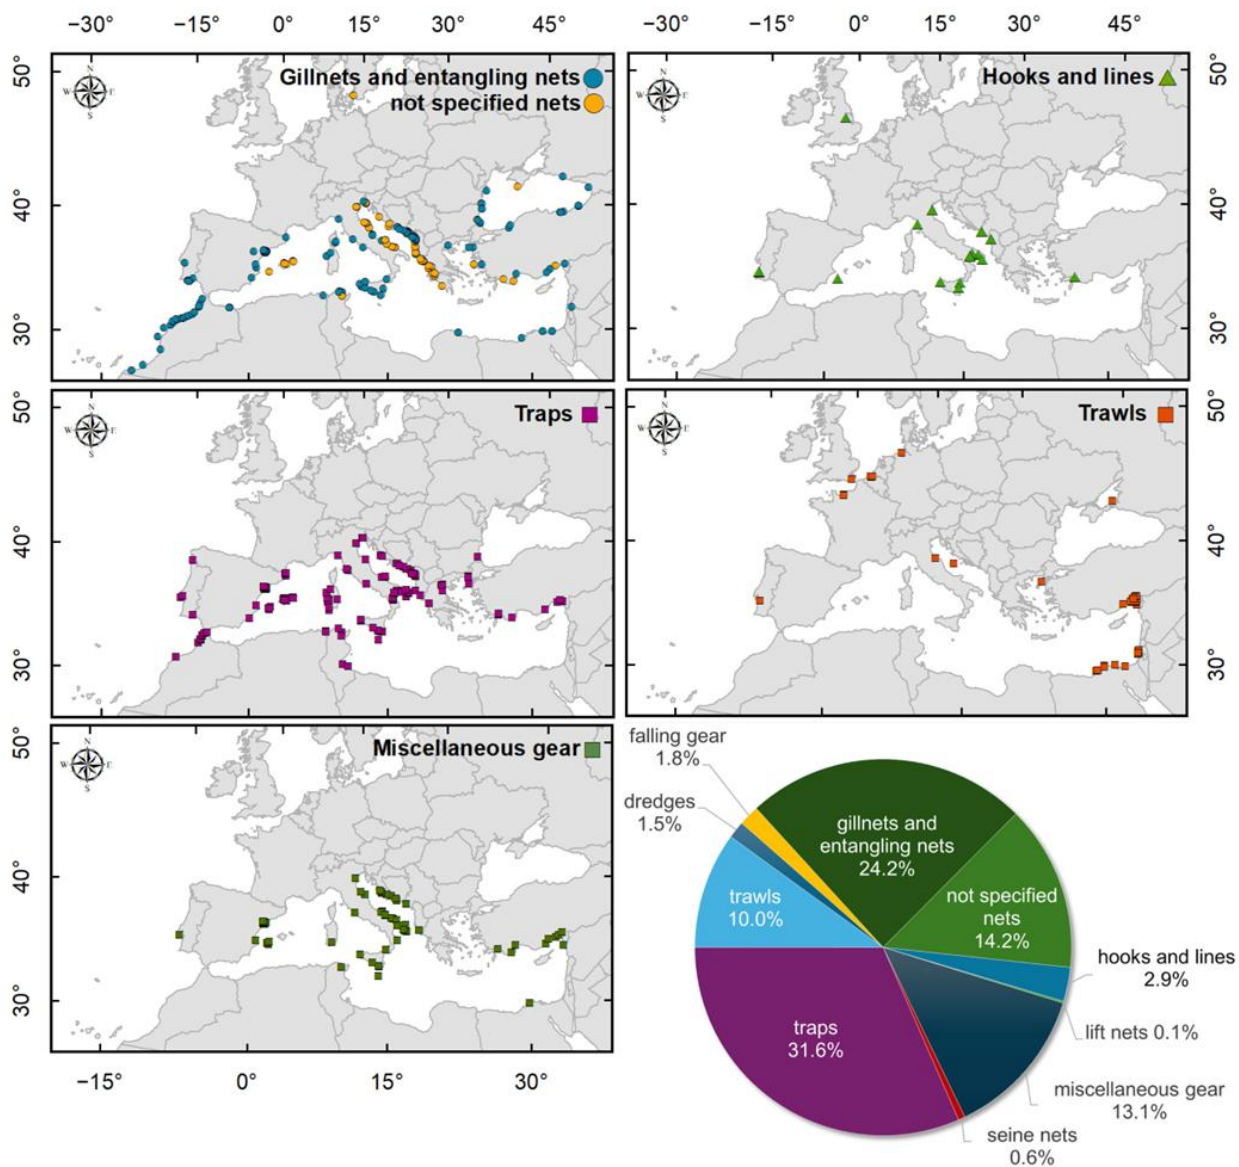 −30° −15° 0° 15° 30° 45° −15° 0° 15° 30° 45°
50°
40°
30°
N
W E
S
Gillnets and entangling nets
not specified nets
50°
40°
30°
N
W E
S
Hooks and lines
50°
40°
30°
N
W E
S
Traps
50°
40°
30°
N
W E
S
Trawls
50°
40°
30°
N
W E
S
Miscellaneous gear
−15° 0° 15° 30°
falling gear
1.8%
dredges
1.5%
gillnets and
entangling nets
24.2%
trawls
10.0%
not specified
nets
14.2%
hooks and lines
2.9%
lift nets 0.1%
traps
31.6%
miscellaneous gear
13.1%
seine nets
0.6%